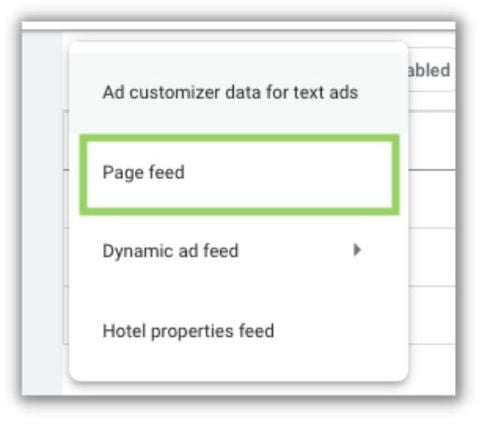 abled
Ad customizer data for text ads
Page feed
Dynamic ad feed
Hotel properties feed